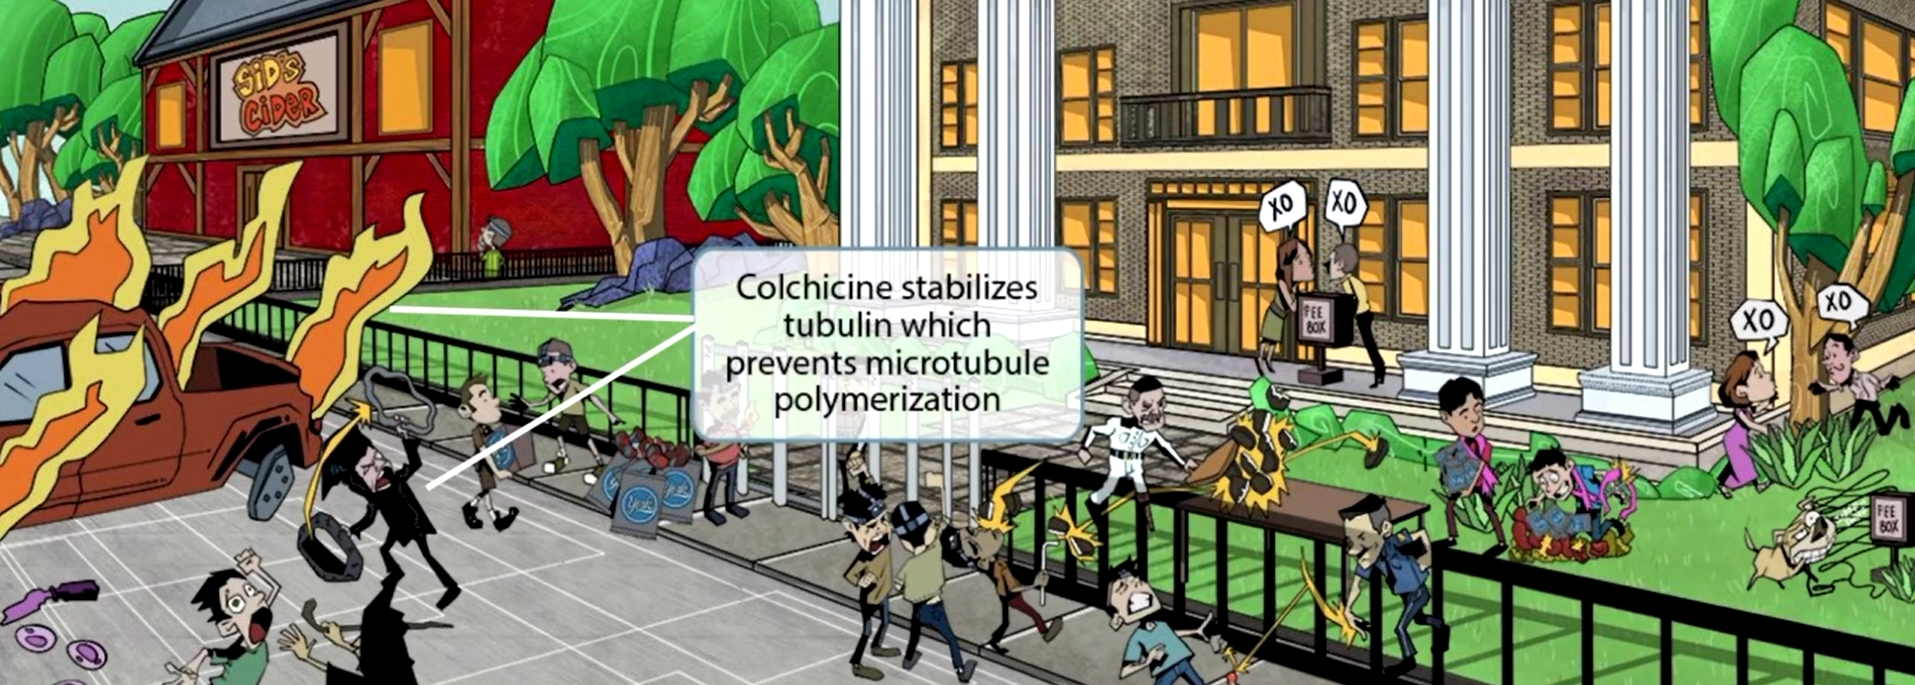 SiD's
CiDER
XO
XO
FEE
BOX
XO
XO
Colchicine stabilizes
tubulin which
prevents microtubule
polymerization
FEE
BOX